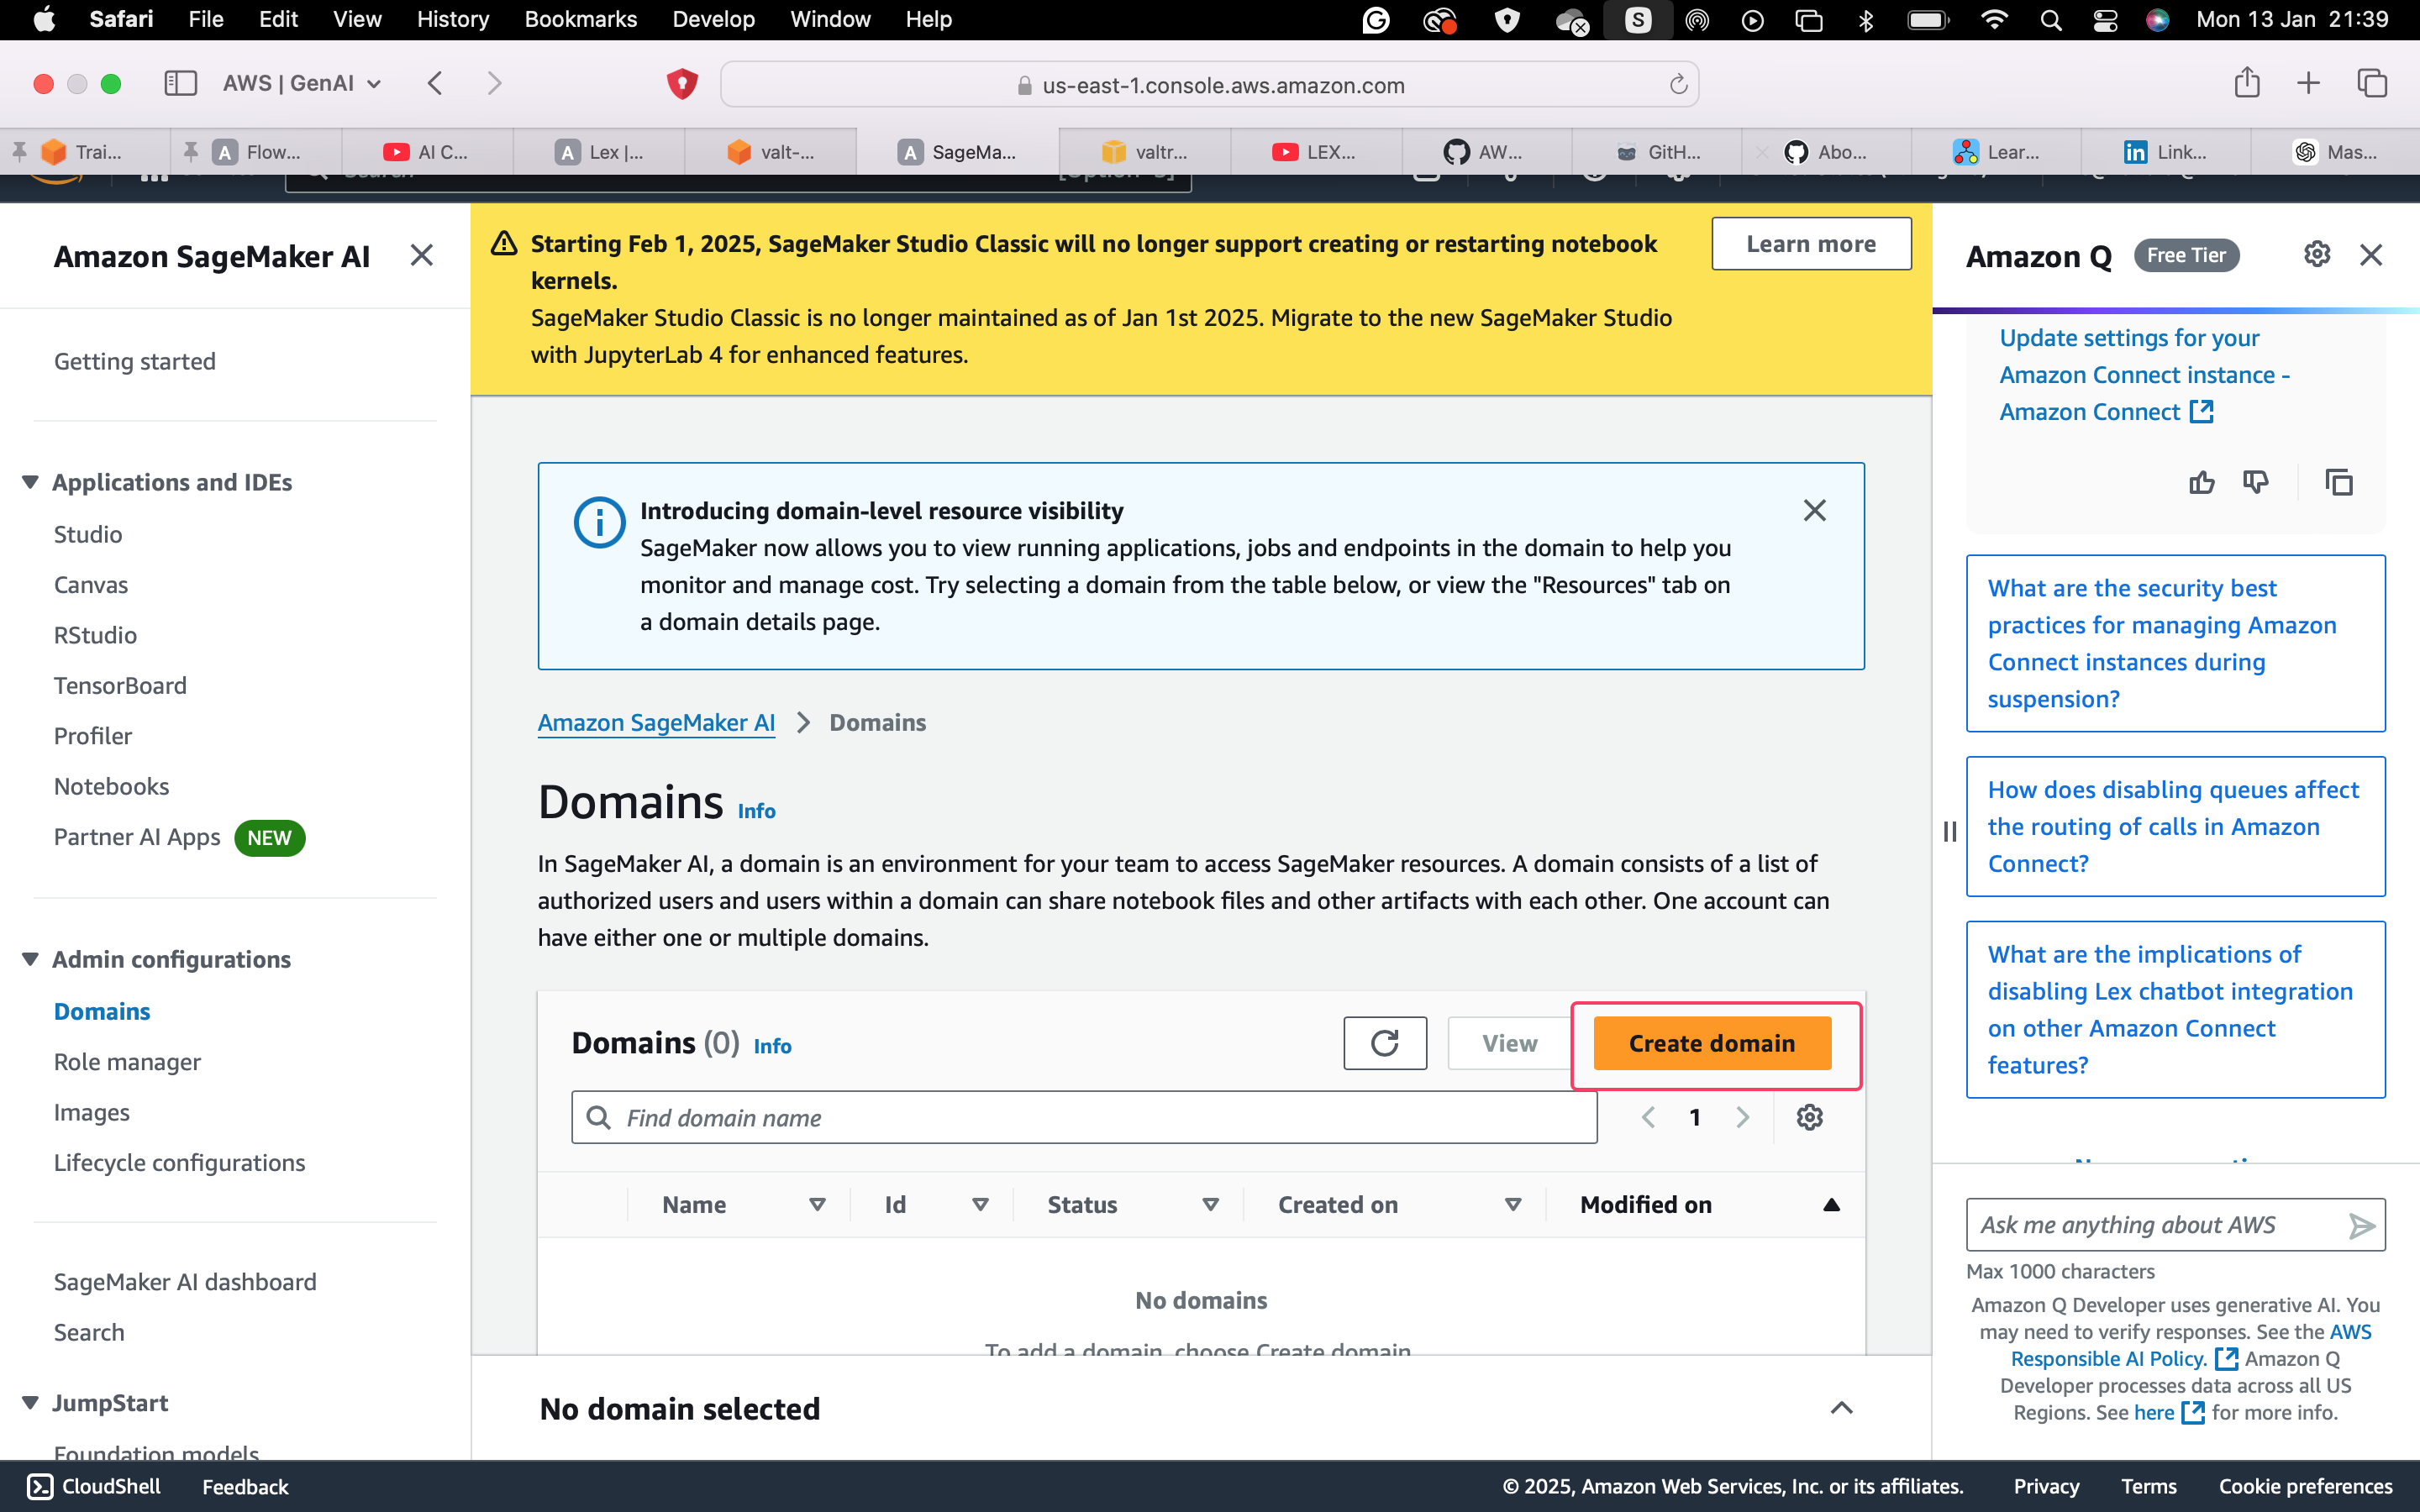 Safari File Edit View History Bookmarks Develop Window Help Mon 13 Jan 21:39
AWS | GenAI
us-east-1.console.aws.amazon.com
Trai...
Flow...
AI C...
Lex |...
valt-...
SageMa...
valtr...
LEX...
AW...
GitH...
Abo...
Lear...
Link...
Mas...
Amazon SageMaker AI
Getting started
Applications and IDEs
Studio
Canvas
RStudio
TensorBoard
Profiler
Notebooks
Partner AI Apps NEW
Admin configurations
Domains
Role manager
Images
Lifecycle configurations
SageMaker AI dashboard
Search
JumpStart
Foundation models
Starting Feb 1, 2025, SageMaker Studio Classic will no longer support creating or restarting notebook
kernels.
SageMaker Studio Classic is no longer maintained as of Jan 1st 2025. Migrate to the new SageMaker Studio
with JupyterLab 4 for enhanced features.
Learn more
Introducing domain-level resource visibility
SageMaker now allows you to view running applications, jobs and endpoints in the domain to help you
monitor and manage cost. Try selecting a domain from the table below, or view the "Resources" tab on
a domain details page.
Amazon SageMaker AI > Domains
Domains Info
In SageMaker AI, a domain is an environment for your team to access SageMaker resources. A domain consists of a list of
authorized users and users within a domain can share notebook files and other artifacts with each other. One account can
have either one or multiple domains.
Domains (0) Info
View
Create domain
Find domain name
1
Name Id Status Created on Modified on
No domains
To add a domain, choose Create domain
No domain selected
Amazon Q Free Tier
Update settings for your
Amazon Connect instance -
Amazon Connect
What are the security best
practices for managing Amazon
Connect instances during
suspension?
How does disabling queues affect
the routing of calls in Amazon
Connect?
What are the implications of
disabling Lex chatbot integration
on other Amazon Connect
features?
Ask me anything about AWS
Max 1000 characters
Amazon Q Developer uses generative AI. You
may need to verify responses. See the AWS
Responsible AI Policy. Amazon Q
Developer processes data across all US
Regions. See here for more info.
CloudShell Feedback © 2025, Amazon Web Services, Inc. or its affiliates. Privacy Terms Cookie preferences